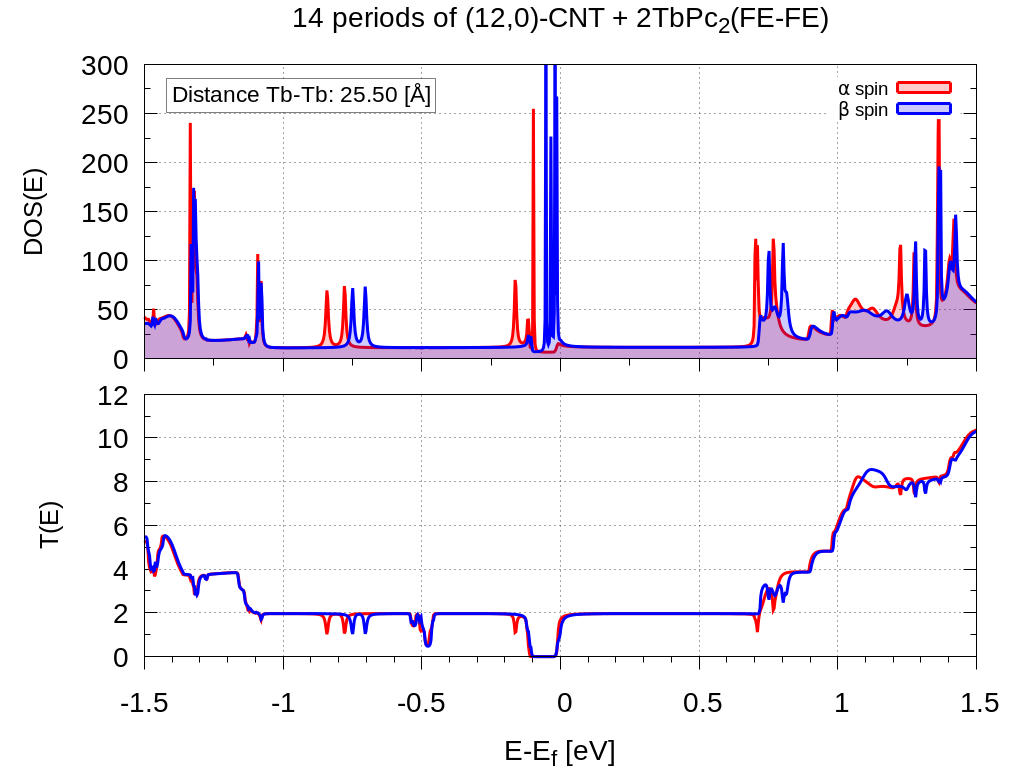 14 periods of (12,0)-CNT + 2TbPc₂(FE-FE)
300
250
200
150
100
50
0
DOS(E)
Distance Tb-Tb: 25.50 [Å]
α spin
β spin
12
10
8
6
4
2
0
T(E)
-1.5 -1 -0.5 0 0.5 1 1.5
E-E_f [eV]